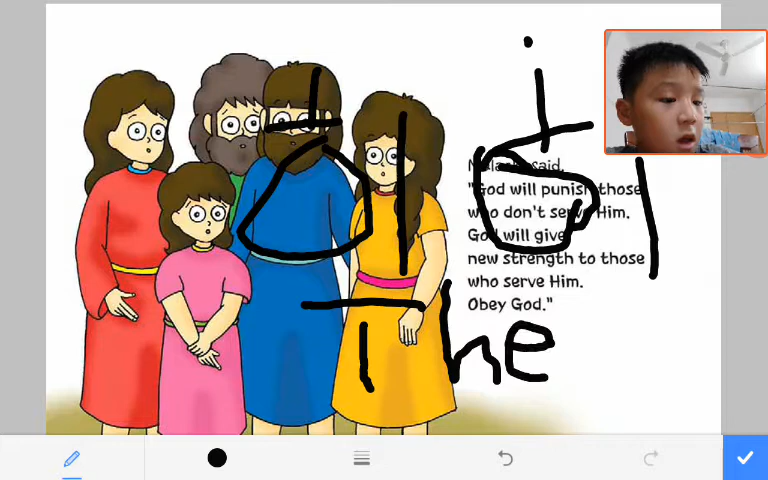 said,
"God will punish those
who don't serve Him.
God will give
new strength to those
who serve Him.
Obey God."
The